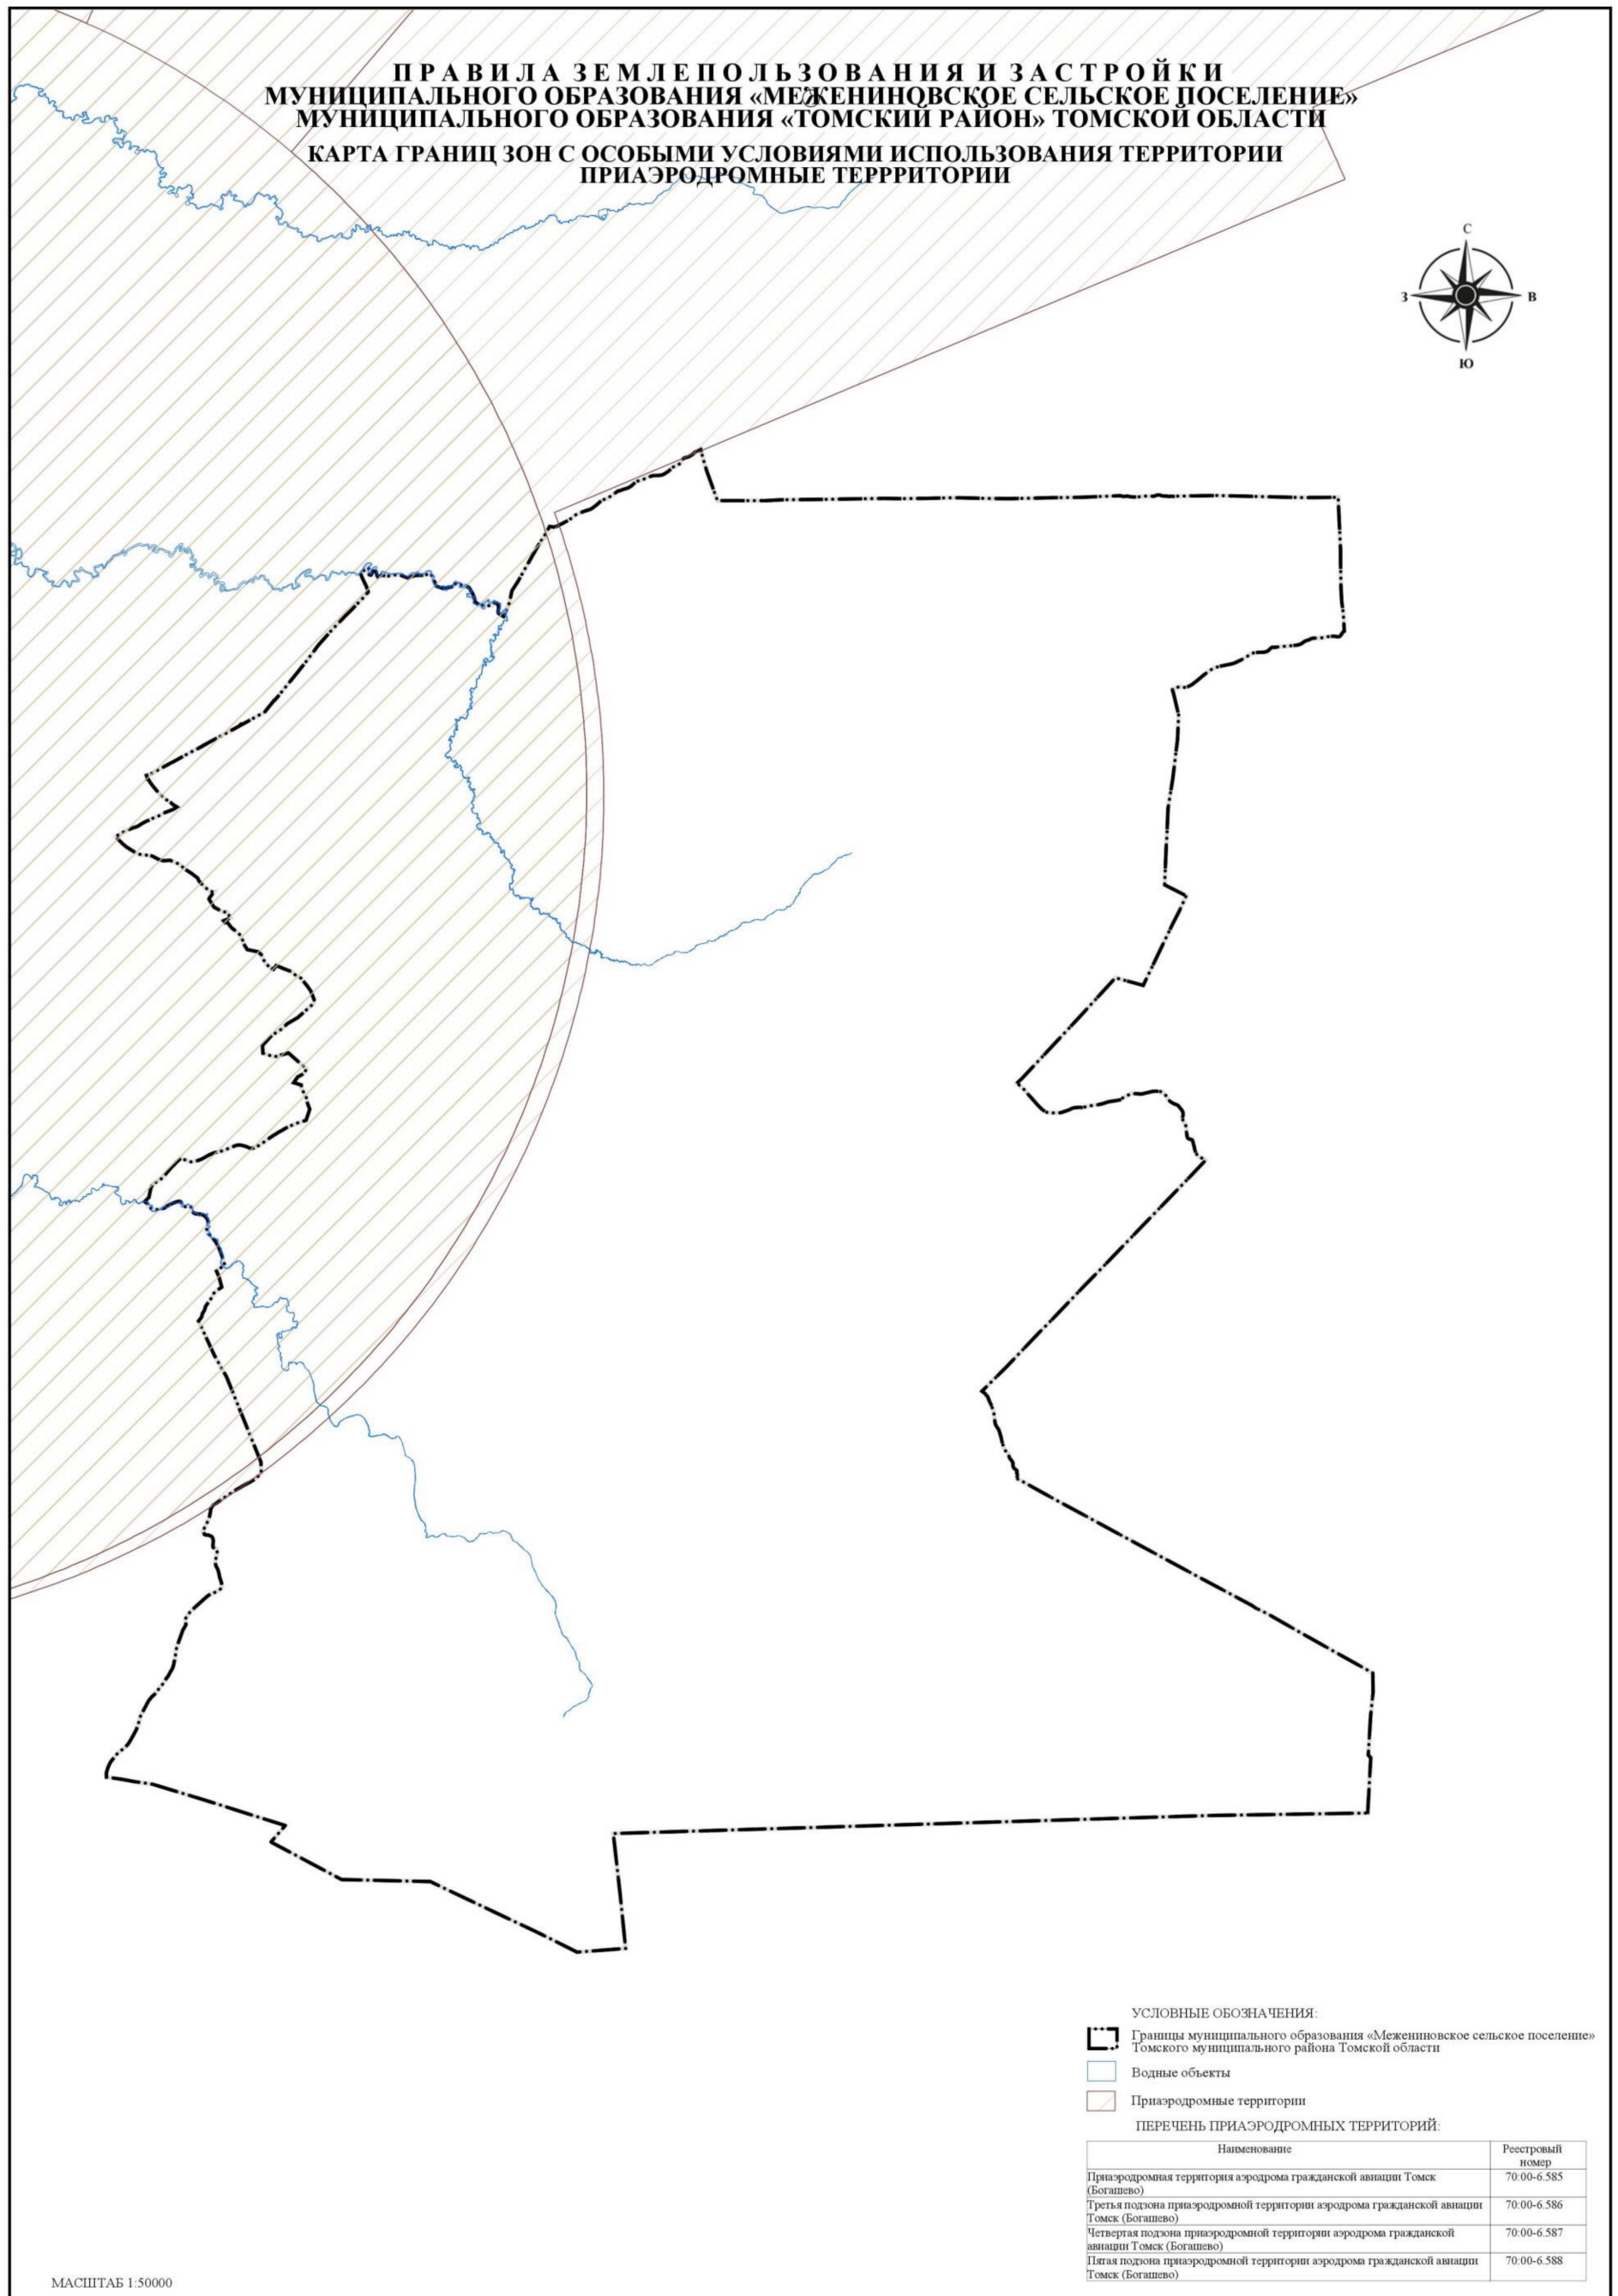 ПРАВИЛА ЗЕМЛЕПОЛЬЗОВАНИЯ И ЗАСТРОЙКИ
МУНИЦИПАЛЬНОГО ОБРАЗОВАНИЯ «МЕЖЕНИНОВСКОЕ СЕЛЬСКОЕ ПОСЕЛЕНИЕ»
МУНИЦИПАЛЬНОГО ОБРАЗОВАНИЯ «ТОМСКИЙ РАЙОН» ТОМСКОЙ ОБЛАСТИ
КАРТА ГРАНИЦ ЗОН С ОСОБЫМИ УСЛОВИЯМИ ИСПОЛЬЗОВАНИЯ ТЕРРИТОРИИ
ПРИАЭРОДРОМНЫЕ ТЕРРРИТОРИИ
С
З
В
Ю
УСЛОВНЫЕ ОБОЗНАЧЕНИЯ:
Границы муниципального образования «Межениновское сельское поселение»
Томского муниципального района Томской области
Водные объекты
Приаэродромные территории
ПЕРЕЧЕНЬ ПРИАЭРОДРОМНЫХ ТЕРРИТОРИЙ:
Наименование
Реестровый
номер
Приаэродромная территория аэродрома гражданской авиации Томск
(Богашево)
70:00-6.585
Третья подзона приаэродромной территории аэродрома гражданской авиации
Томск (Богашево)
70:00-6.586
Четвертая подзона приаэродромной территории аэродрома гражданской
авиации Томск (Богашево)
70:00-6.587
Пятая подзона приаэродромной территории аэродрома гражданской авиации
Томск (Богашево)
70:00-6.588
МАСШТАБ 1:50000